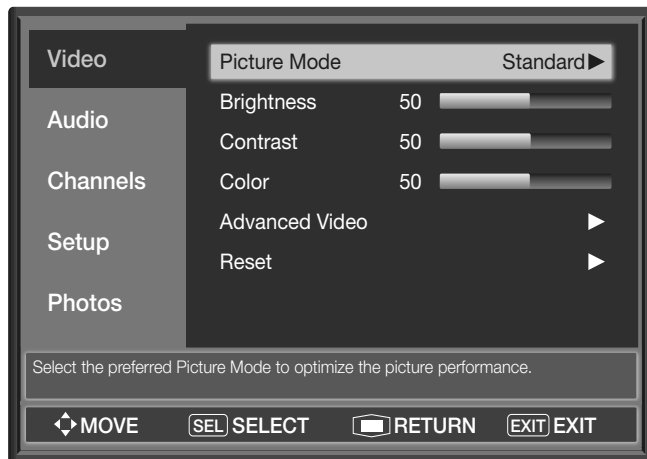 Video
Audio
Channels
Setup
Photos
Picture Mode Standard
Brightness 50
Contrast 50
Color 50
Advanced Video
Reset
Select the preferred Picture Mode to optimize the picture performance.
MOVE SEL SELECT RETURN EXIT EXIT